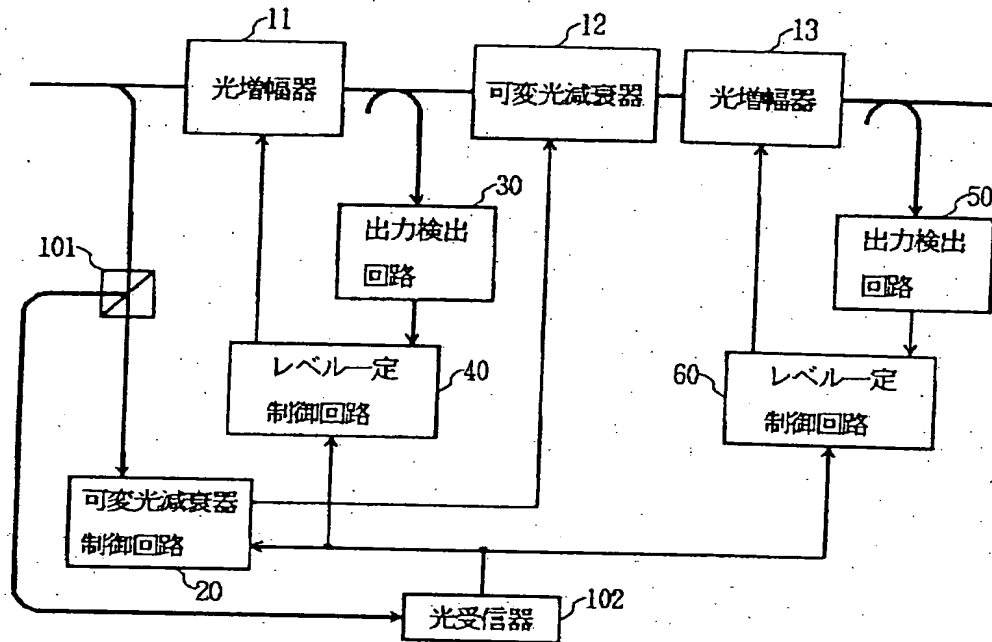 11
12
13
光増幅器
可変光減衰器
光増幅器
30
50
出力検出
回路
出力検出
回路
101
レベル一定
制御回路
40
60
レベル一定
制御回路
可変光減衰器
制御回路
20
光受信器
102